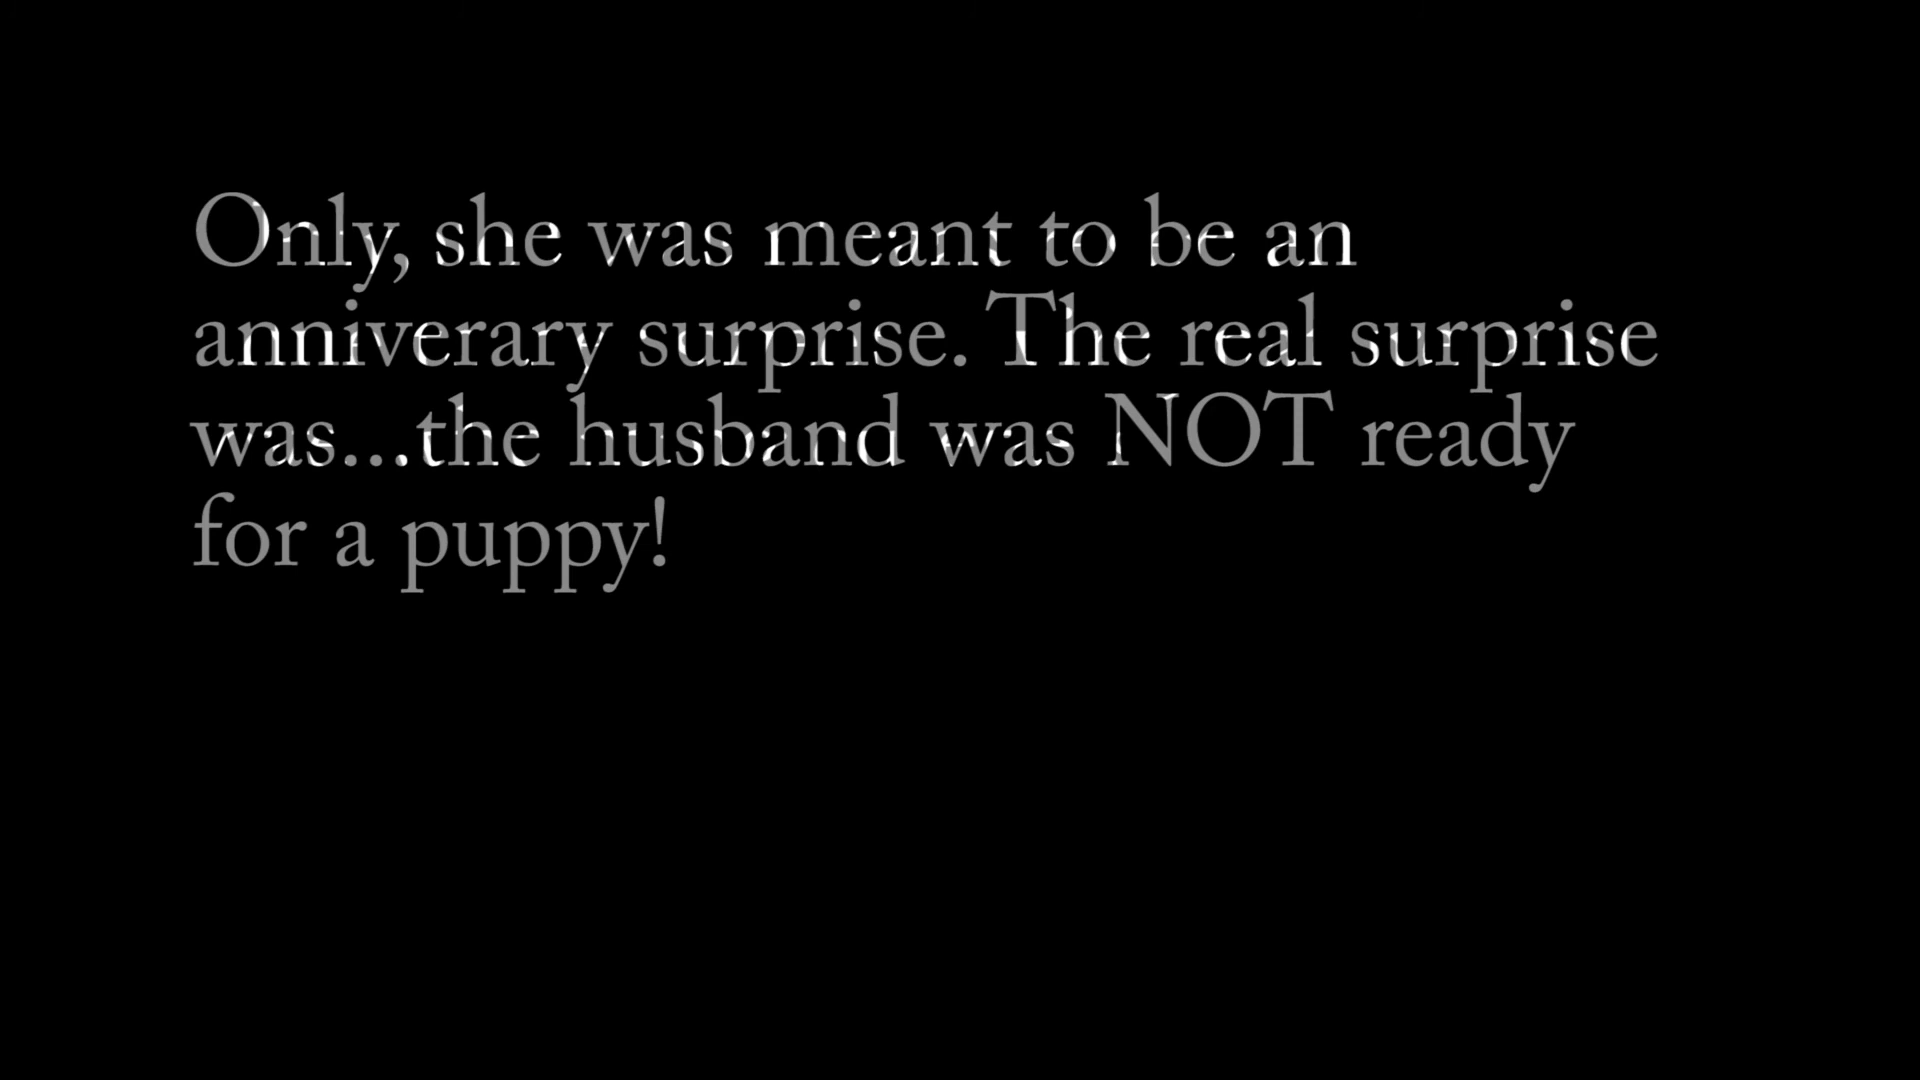 Only, she was meant to be an
anniverary surprise. The real surprise
was...the husband was NOT ready
for a puppy!